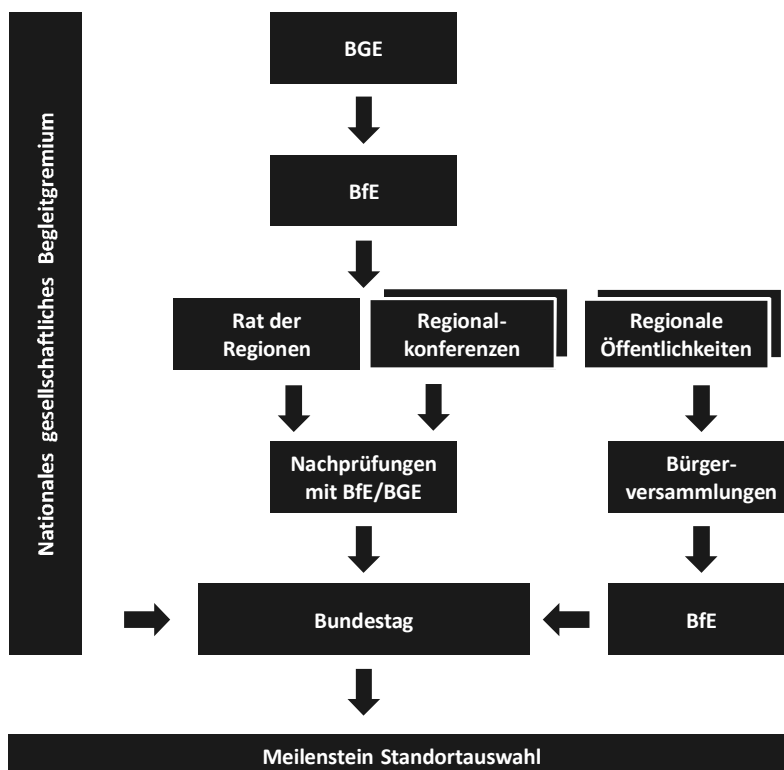 Nationales gesellschaftliches Begleitgremium
BGE
BfE
Rat der
Regionen
Regional-
konferenzen
Regionale
Öffentlichkeiten
Nachprüfungen
mit BfE/BGE
Bürger-
versammlungen
Bundestag
BfE
Meilenstein Standortauswahl